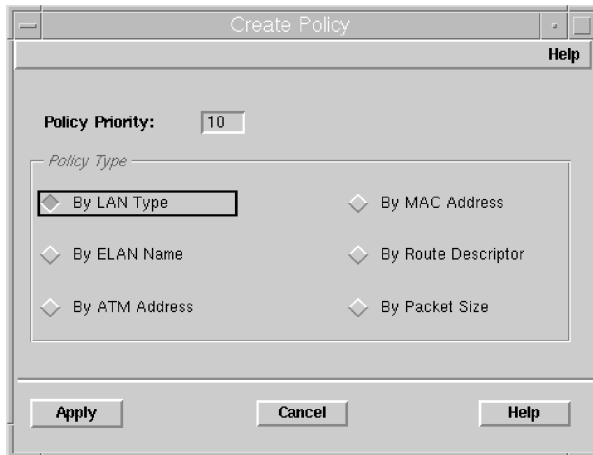 Create Policy
Help
Policy Priority: 10
Policy Type
By LAN Type
By MAC Address
By ELAN Name
By Route Descriptor
By ATM Address
By Packet Size
Apply
Cancel
Help